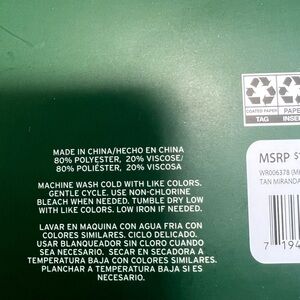 COATED PAPER
PAPE
TAG
INSE
MADE IN CHINA/HECHO EN CHINA
80% POLYESTER, 20% VISCOSE/
80% POLIÉSTER, 20% VISCOSA
MACHINE WASH COLD WITH LIKE COLORS.
GENTLE CYCLE. USE NON-CHLORINE
BLEACH WHEN NEEDED. TUMBLE DRY LOW
WITH LIKE COLORS. LOW IRON IF NEEDED.
LAVAR EN MAQUINA CON AGUA FRIA CON
COLORES SIMILARES. CICLO DELICADO.
USAR BLANQUEADOR SIN CLORO CUANDO
SEA NECESARIO. SECAR EN SECADORA A
TEMPERATURA BAJA CON COLORES SIMILARES.
PLANCHAR A TEMPERATURA BAJA SI ES
NECESARIO.
MSRP $
WR006378 (M
TAN MIRANDA
7 194